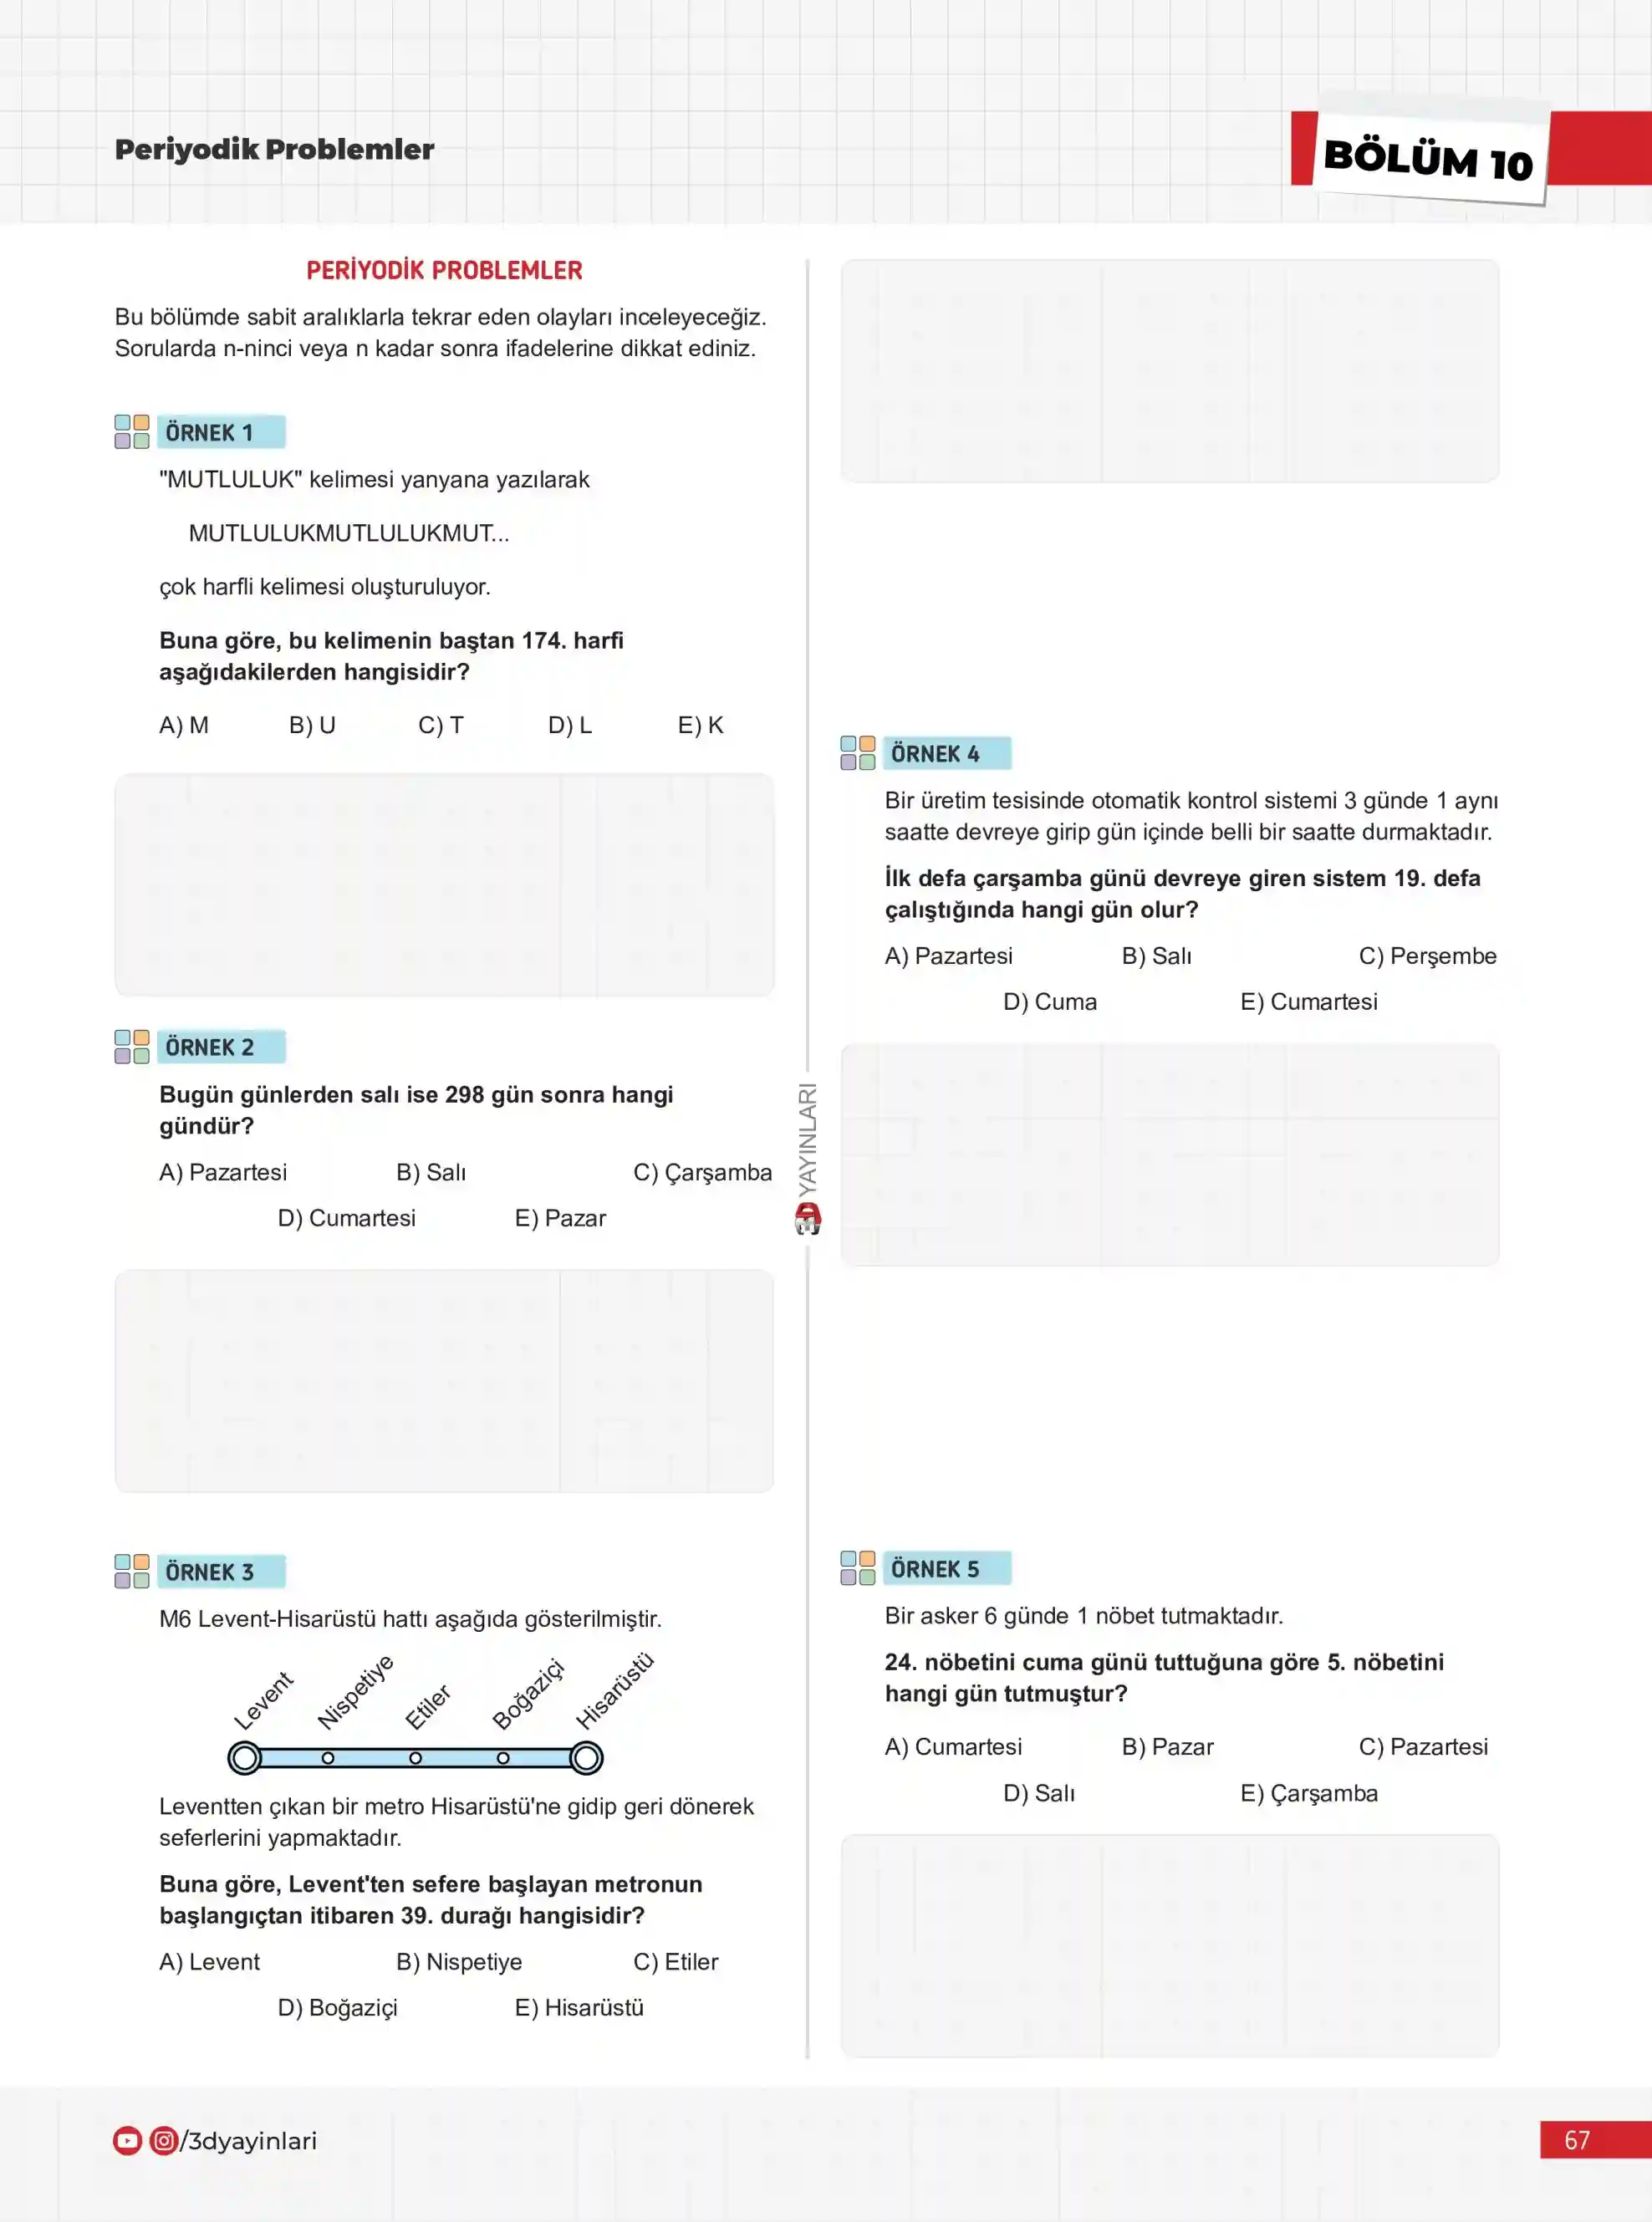 Periyodik Problemler
BÖLÜM 10
PERİYODİK PROBLEMLER
Bu bölümde sabit aralıklarla tekrar eden olayları inceleyeceğiz.
Sorularda n-ninci veya n kadar sonra ifadelerine dikkat ediniz.
ÖRNEK 1
"MUTLULUK" kelimesi yanyana yazılarak
MUTLULUKMUTLULUKMUT...
çok harfli kelimesi oluşturuluyor.
Buna göre, bu kelimenin baştan 174. harfi
aşağıdakilerden hangisidir?
A) M B) U C) T D) L E) K
ÖRNEK 2
Bugün günlerden salı ise 298 gün sonra hangi
gündür?
A) Pazartesi B) Salı C) Çarşamba
D) Cumartesi E) Pazar
ÖRNEK 3
M6 Levent-Hisarüstü hattı aşağıda gösterilmiştir.
Levent Nispetiye Etiler Boğaziçi Hisarüstü
Leventten çıkan bir metro Hisarüstü'ne gidip geri dönerek
seferlerini yapmaktadır.
Buna göre, Levent'ten sefere başlayan metronun
başlangıçtan itibaren 39. durağı hangisidir?
A) Levent B) Nispetiye C) Etiler
D) Boğaziçi E) Hisarüstü
YAYINLARI
ÖRNEK 4
Bir üretim tesisinde otomatik kontrol sistemi 3 günde 1 aynı
saatte devreye girip gün içinde belli bir saatte durmaktadır.
İlk defa çarşamba günü devreye giren sistem 19. defa
çalıştığında hangi gün olur?
A) Pazartesi B) Salı C) Perşembe
D) Cuma E) Cumartesi
ÖRNEK 5
Bir asker 6 günde 1 nöbet tutmaktadır.
24. nöbetini cuma günü tuttuğuna göre 5. nöbetini
hangi gün tutmuştur?
A) Cumartesi B) Pazar C) Pazartesi
D) Salı E) Çarşamba
/3dyayinlari
67